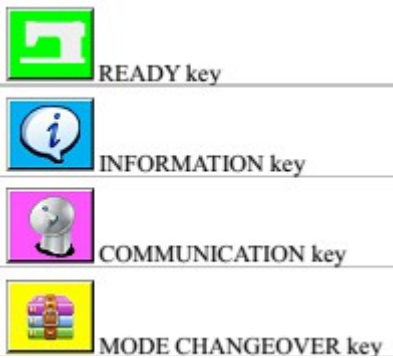 READY key
INFORMATION key
COMMUNICATION key
MODE CHANGEOVER key